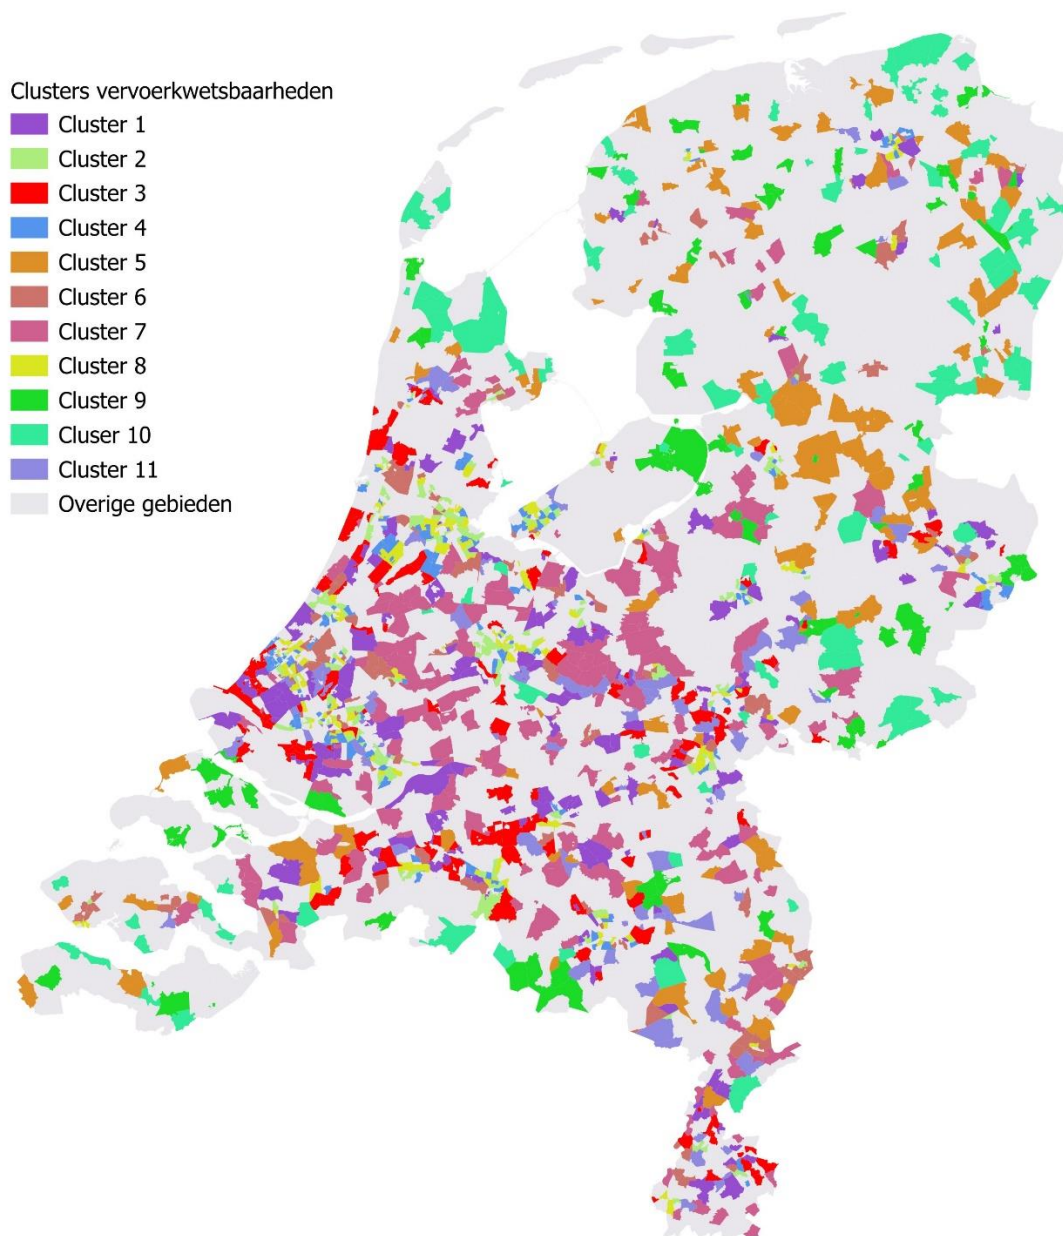 Clusters vervoerkwetsbaarheden
Cluster 1
Cluster 2
Cluster 3
Cluster 4
Cluster 5
Cluster 6
Cluster 7
Cluster 8
Cluster 9
Cluser 10
Cluster 11
Overige gebieden